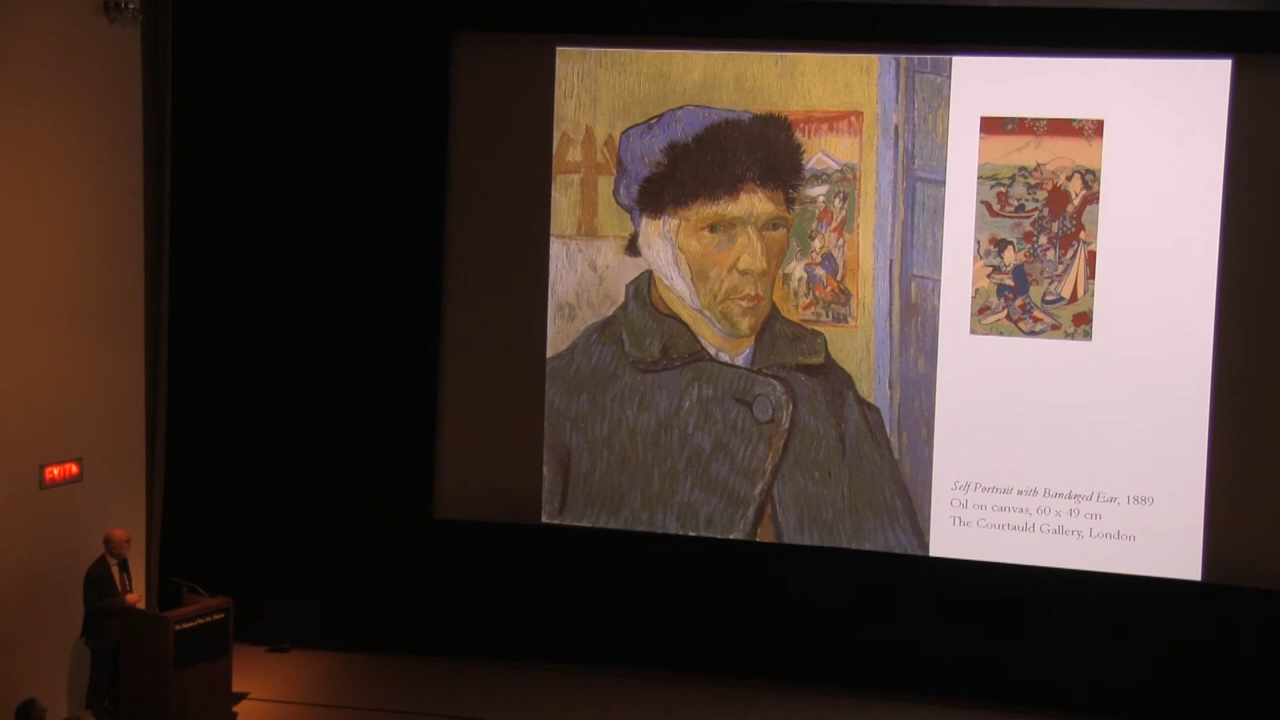 EXIT
Self-Portrait with Bandaged Ear, 1889
Oil on canvas, 60 x 49 cm
The Courtauld Gallery, London